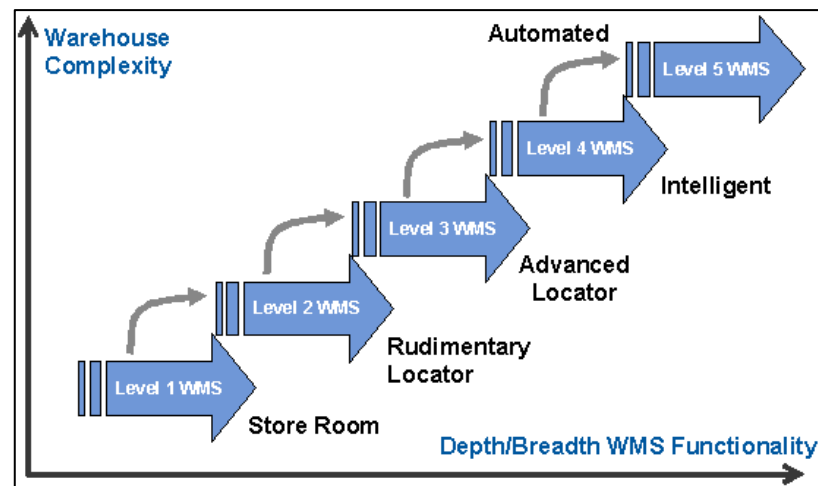 Warehouse
Complexity
Automated
Level 5 WMS
Level 4 WMS
Intelligent
Level 3 WMS
Advanced
Locator
Level 2 WMS
Rudimentary
Locator
Level 1 WMS
Store Room
Depth/Breadth WMS Functionality